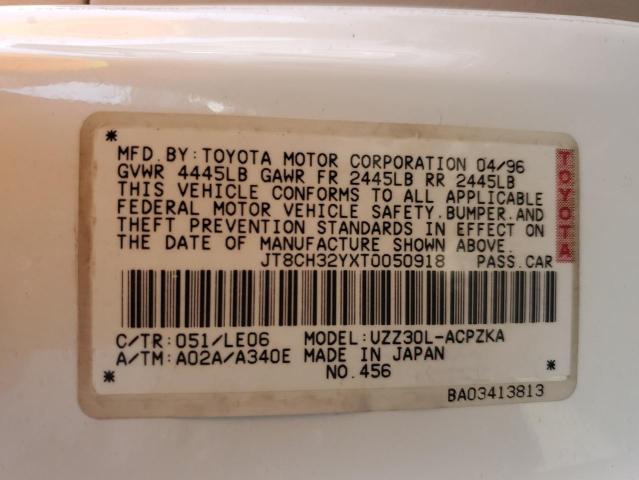 MFD.BY:TOYOTA MOTOR CORPORATION 04/96
GVWR 4445LB GAWR FR 2445LB RR 2445LB
THIS VEHICLE CONFORMS TO ALL APPLICABLE
FEDERAL MOTOR VEHICLE SAFETY.BUMPER.AND
THEFT PREVENTION STANDARDS IN EFFECT ON
THE DATE OF MANUFACTURE SHOWN ABOVE.
TOYOTA
JT8CH32YXT0050918 PASS.CAR
C/TR:051/LE06 MODEL:UZZ30L-ACPZKA
A/TM:A02A/A340E MADE IN JAPAN
NO.456
BA03413813